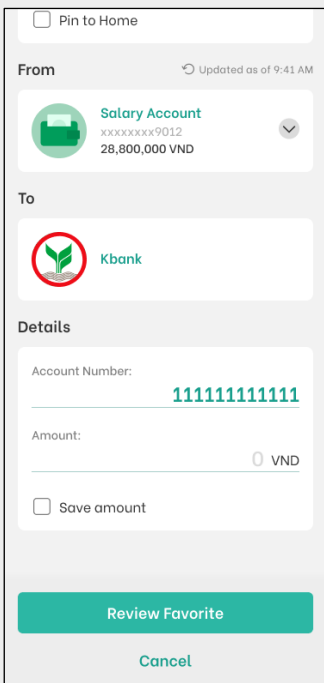 Pin to Home
From
Updated as of 9:41 AM
Salary Account
xxxxxxxx9012
28,800,000 VND
To
Kbank
Details
Account Number:
111111111111
Amount:
0 VND
Save amount
Review Favorite
Cancel